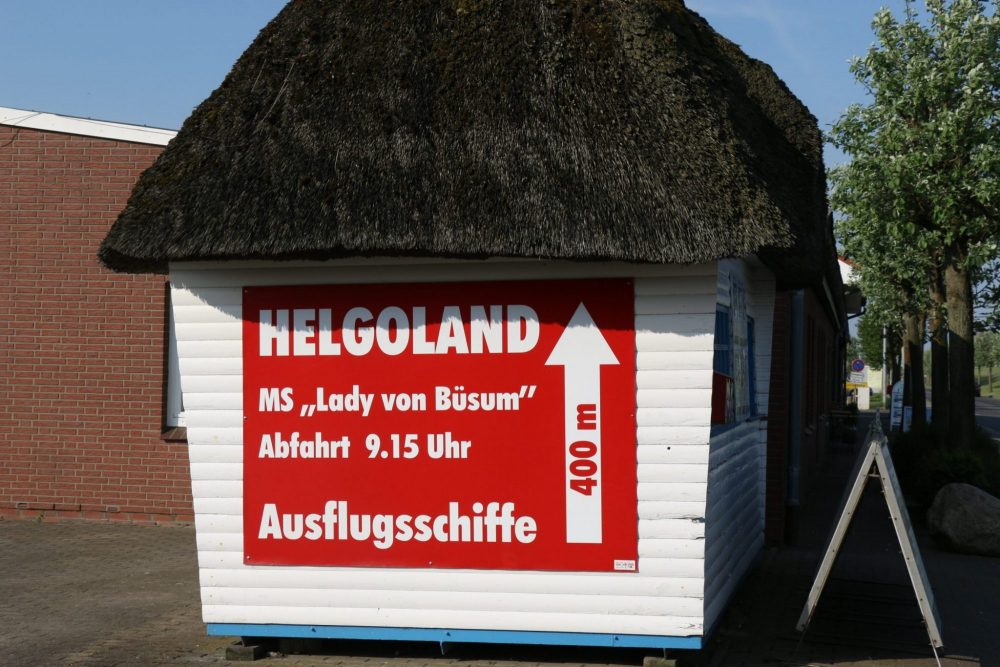 HELGOLAND
MS „Lady von Büsum”
Abfahrt 9.15 Uhr
Ausflugsschiffe
400 m